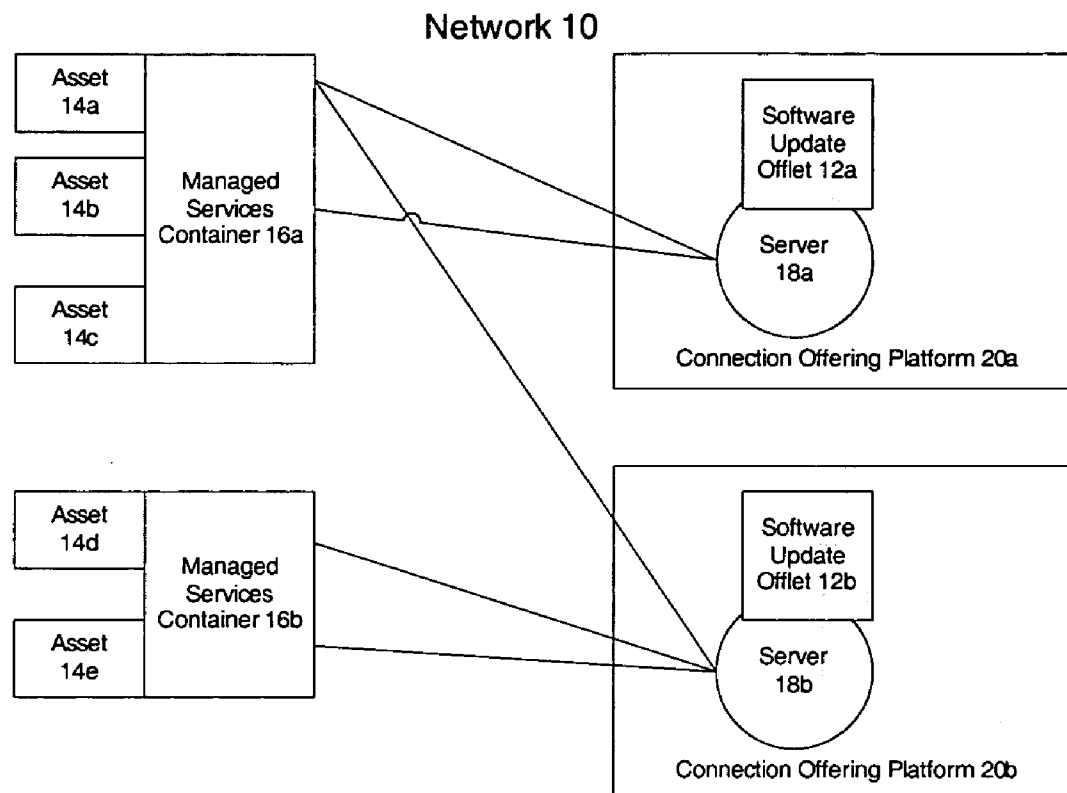 Network 10
Asset
14a
Asset
14b
Asset
14c
Managed
Services
Container 16a
Software
Update
Offlet 12a
Server
18a
Connection Offering Platform 20a
Asset
14d
Asset
14e
Managed
Services
Container 16b
Software
Update
Offlet 12b
Server
18b
Connection Offering Platform 20b